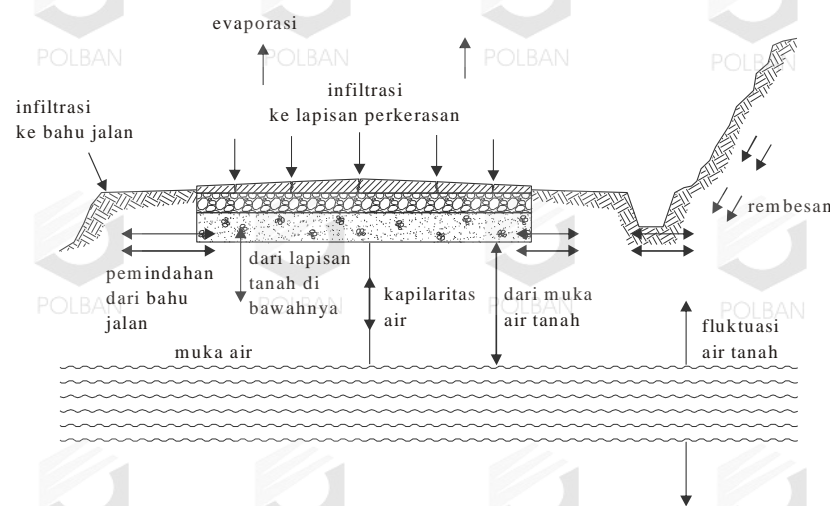 evaporasi
POLBAN
POLBAN
POLBAN
POLBAN
infiltrasi
ke bahu jalan
infiltrasi
ke lapisan perkerasan
rembesan
pemindahan
dari bahu
jalan
dari lapisan
tanah di
bawahnya
kapilaritas
air
dari muka
air tanah
POLBAN
POLBAN
POLBAN
POLBAN
fluktuasi
air tanah
muka air